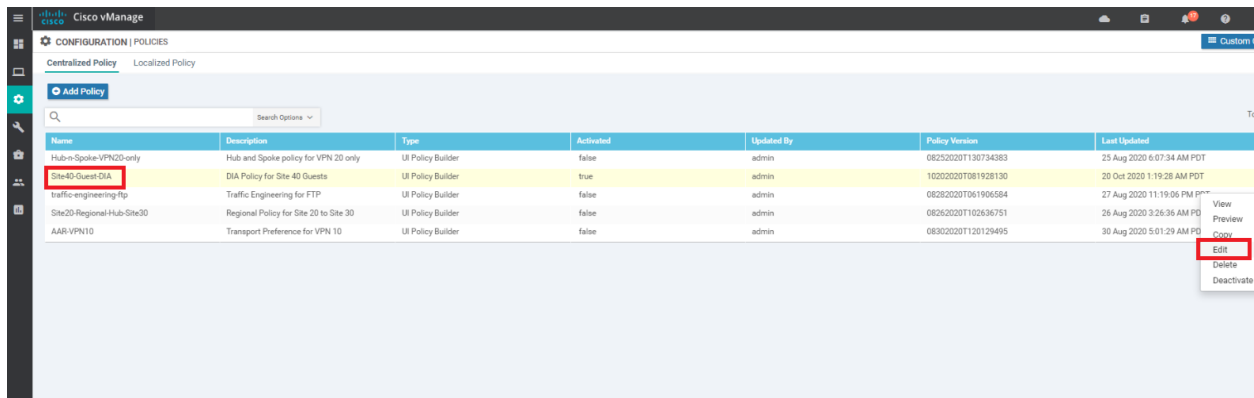 cisco Cisco vManage
17
CONFIGURATION | POLICIES
Custom
Centralized Policy Localized Policy
Add Policy
Search Options
Name Description Type Activated Updated By Policy Version Last Updated
Hub-n-Spoke-VPN20-only Hub and Spoke policy for VPN 20 only UI Policy Builder false admin 08252020T130734383 25 Aug 2020 6:07:34 AM PDT
Site40-Guest-DIA DIA Policy for Site 40 Guests UI Policy Builder true admin 10202020T081928130 20 Oct 2020 1:19:28 AM PDT
traffic-engineering-ftp Traffic Engineering for FTP UI Policy Builder false admin 08282020T061906584 27 Aug 2020 11:19:06 PM PDT
Site20-Regional-Hub-Site30 Regional Policy for Site 20 to Site 30 UI Policy Builder false admin 08262020T102636751 26 Aug 2020 3:26:36 AM PD
AAR-VPN10 Transport Preference for VPN 10 UI Policy Builder false admin 08302020T120129495 30 Aug 2020 5:01:29 AM PD
View
Preview
Copy
Edit
Delete
Deactivate